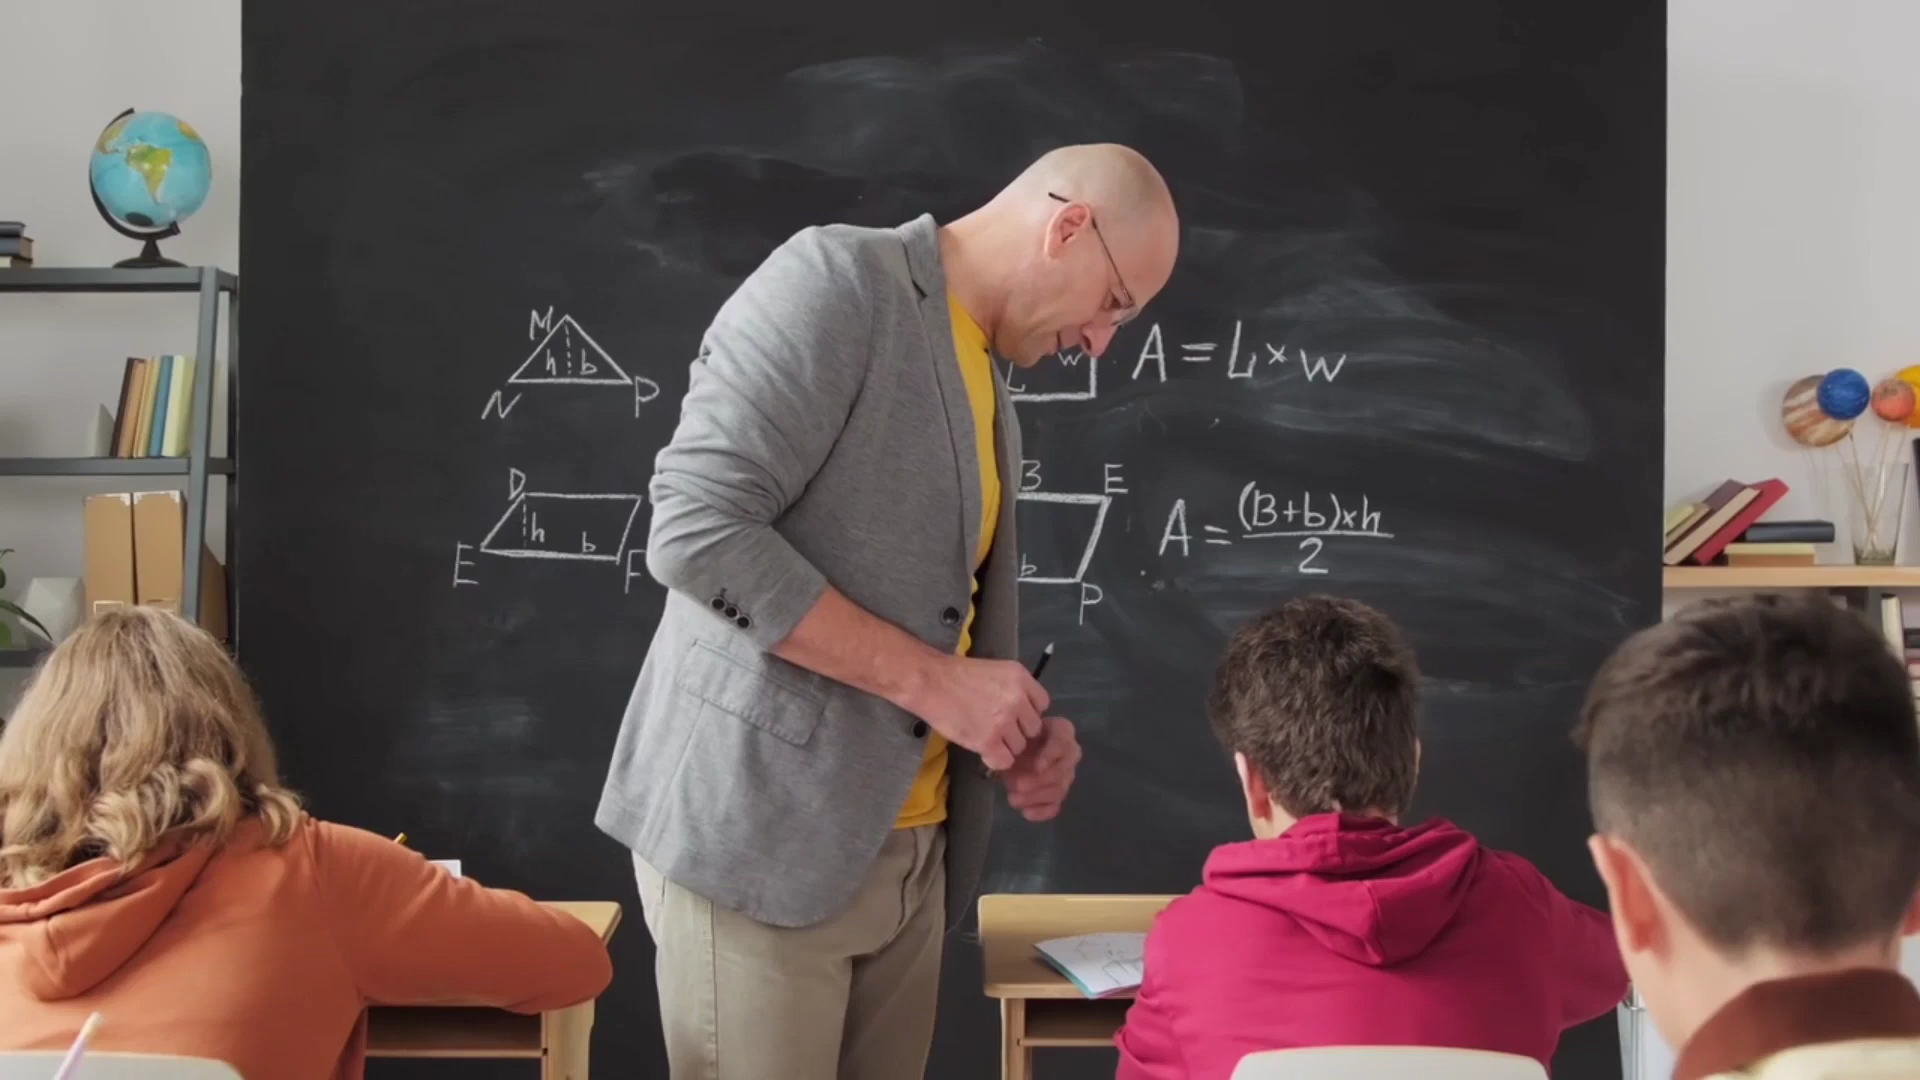 M
h b
N P
w
L
A = L × w
D
h b
E F
B E
b
P
A = (B+b)×h
2